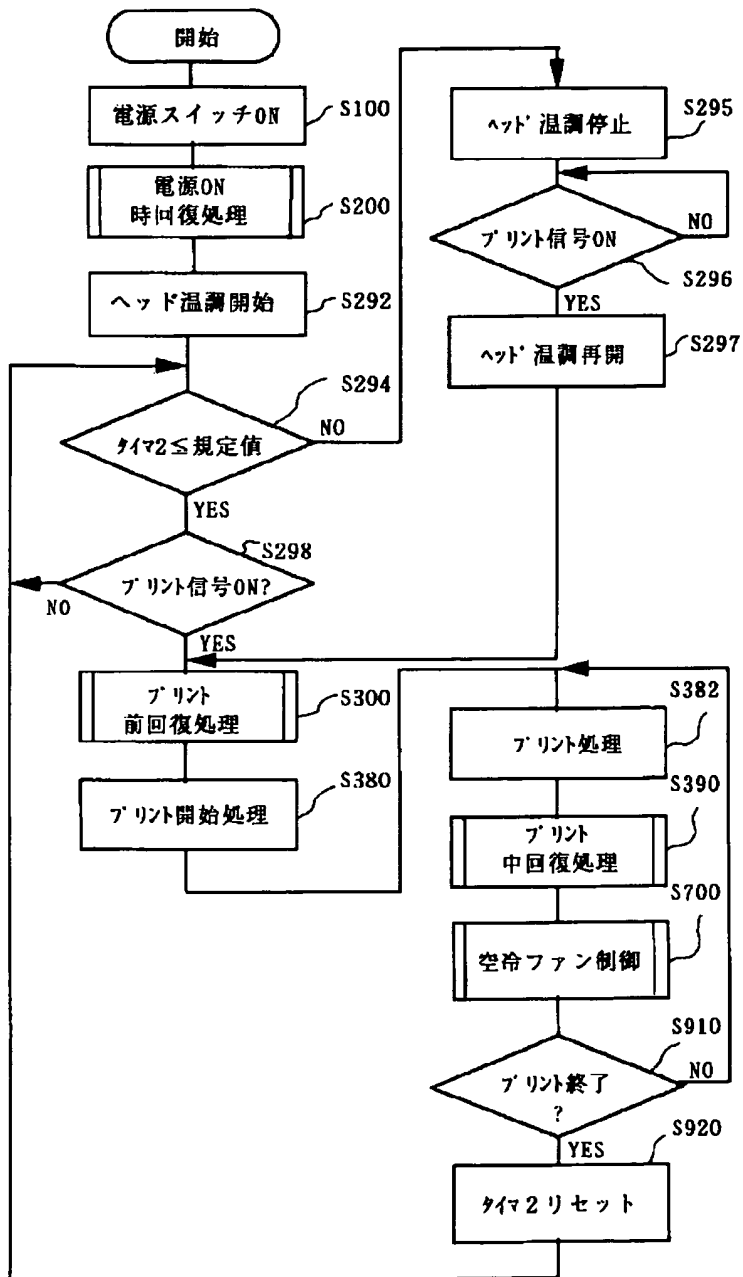 開始
電源スイッチON
S100
電源ON
時回復処理
S200
ヘッド温調開始
S292
S294
タイマ2≦規定値
NO
YES
S298
プリント信号ON?
NO
YES
プリント
前回復処理
S300
プリント開始処理
S380
ヘッド温調停止
S295
プリント信号ON
NO
S296
YES
ヘッド温調再開
S297
プリント処理
S382
プリント
中回復処理
S390
空冷ファン制御
S700
S910
プリント終了
?
NO
YES
S920
タイマ2リセット